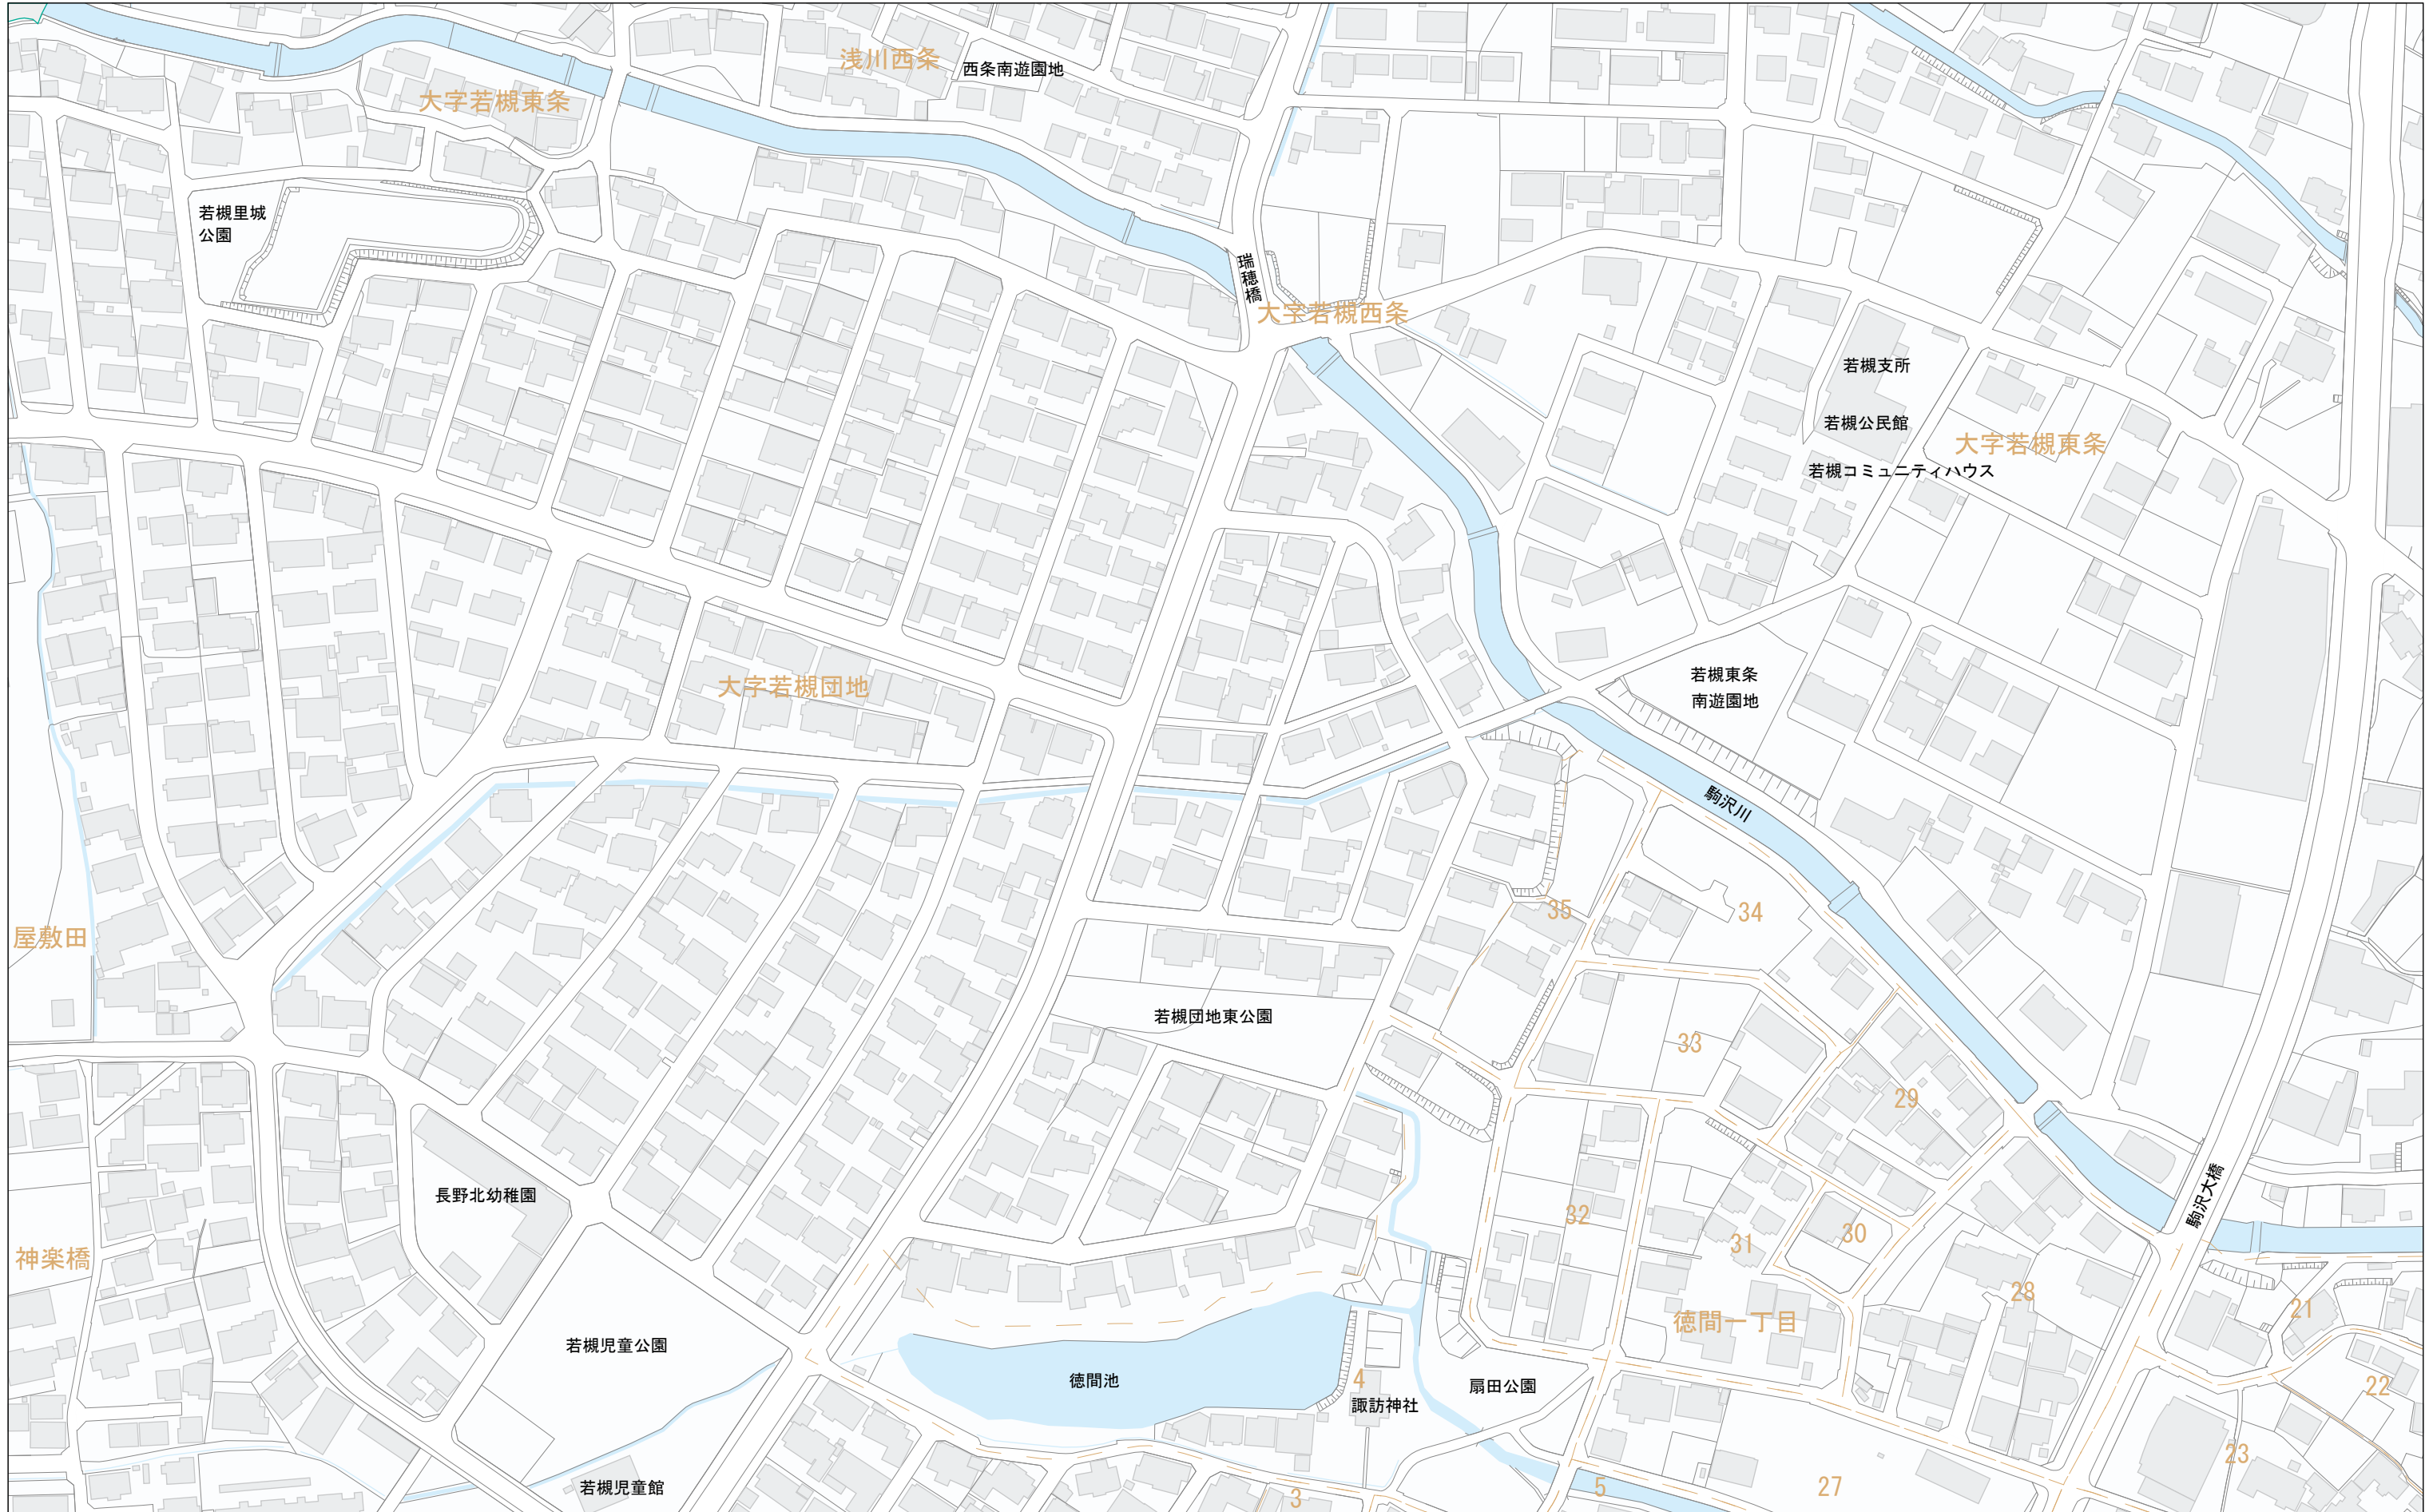 浅川西条
西条南遊園地
大字若槻東条
若槻里城
公園
瑞穂橋
大字若槻西条
若槻支所
若槻公民館
大字若槻東条
若槻コミュニティハウス
若槻東条
南遊園地
大字若槻団地
駒沢川
35
34
屋敷田
若槻団地東公園
33
29
長野北幼稚園
駒沢大橋
32
31
30
神楽橋
28
21
徳間一丁目
若槻児童公園
徳間池
4
扇田公園
22
諏訪神社
23
若槻児童館
3
5
27